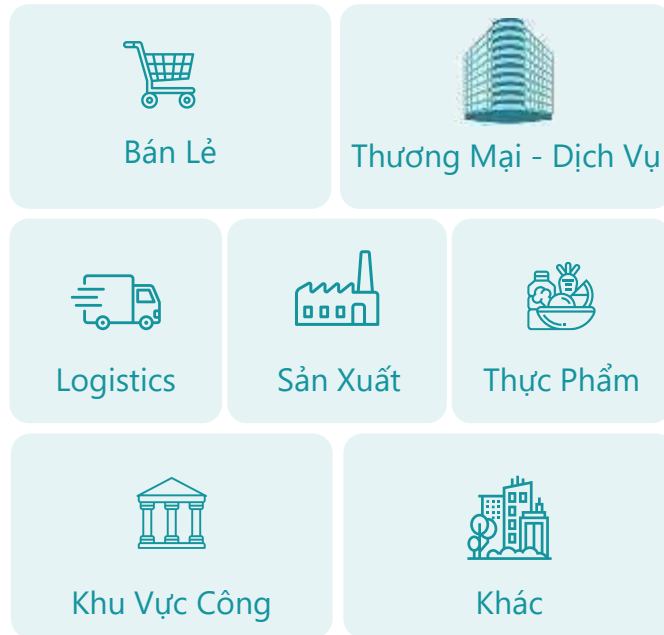 Bán Lẻ
Thương Mại - Dịch Vụ
Logistics
Sản Xuất
Thực Phẩm
Khu Vực Công
Khác